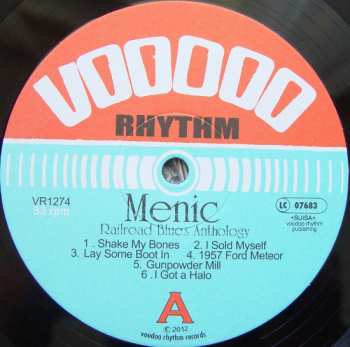 VOODOO
RHYTHM
VR1274
33 rpm
LC 07683
•SUISA•
voodoo rhythm
publishing
Menic
Railroad Blues Anthology
1 . Shake My Bones 2. I Sold Myself
3. Lay Some Boot In 4. 1957 Ford Meteor
5. Gunpowder Mill
6 . I Got a Halo
A
© 2012
voodoo rhythm records